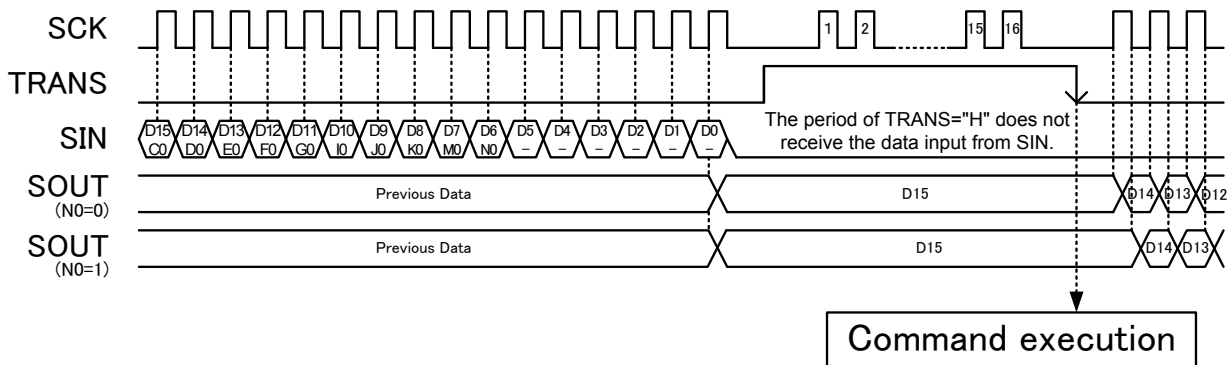 SCK
1 2 15 16
TRANS
The period of TRANS="H" does not
receive the data input from SIN.
SIN
D15 D14 D13 D12 D11 D10 D9 D8 D7 D6 D5 D4 D3 D2 D1 D0
C0 D0 E0 F0 G0 I0 J0 K0 M0 N0 - - - - - -
SOUT
(N0=0)
Previous Data D15 D14 D13 D12
SOUT
(N0=1)
Previous Data D15 D14 D13
Command execution